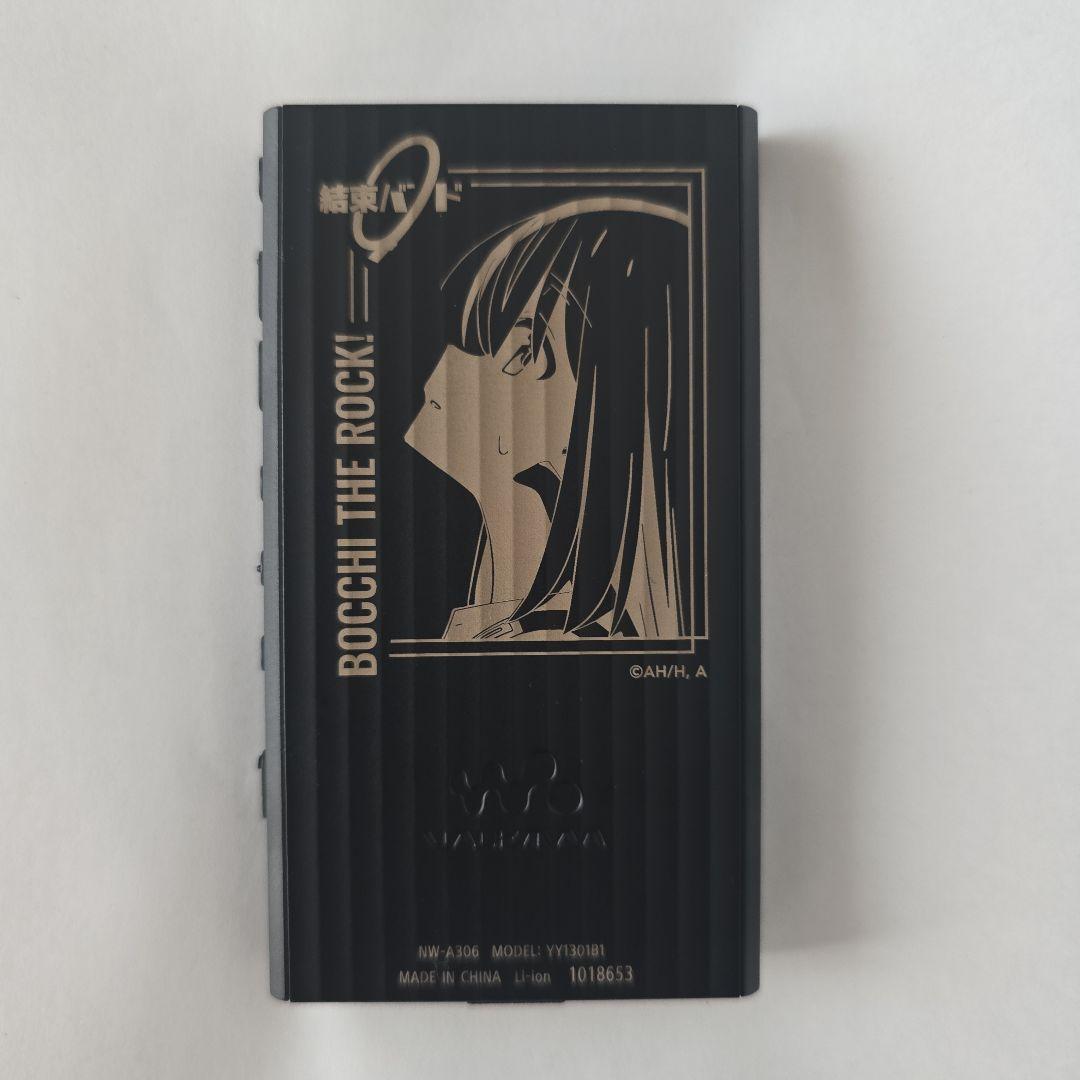 結束バンド
BOCCHI THE ROCK!
©AH/H, A
WALKMAN
NW-A306 MODEL: YY1301B1
MADE IN CHINA Li-ion 1018653